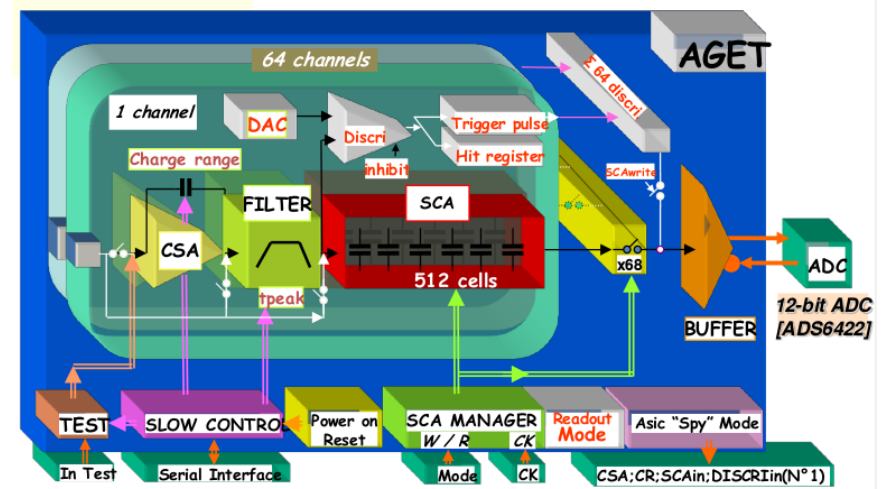 64 channels
Σ 64 discri
AGET
1 channel
DAC
Discri
Trigger pulse
Hit register
inhibit
Charge range
SCAwrite
FILTER
SCA
CSA
512 cells
tpeak
x68
ADC
BUFFER
12-bit ADC
[ADS6422]
TEST
SLOW CONTROL
Power on
Reset
SCA MANAGER
W / R
CK
Readout
Mode
Asic “Spy” Mode
In Test
Serial Interface
Mode
CK
CSA;CR;SCAin;DISCRIin(N°1)